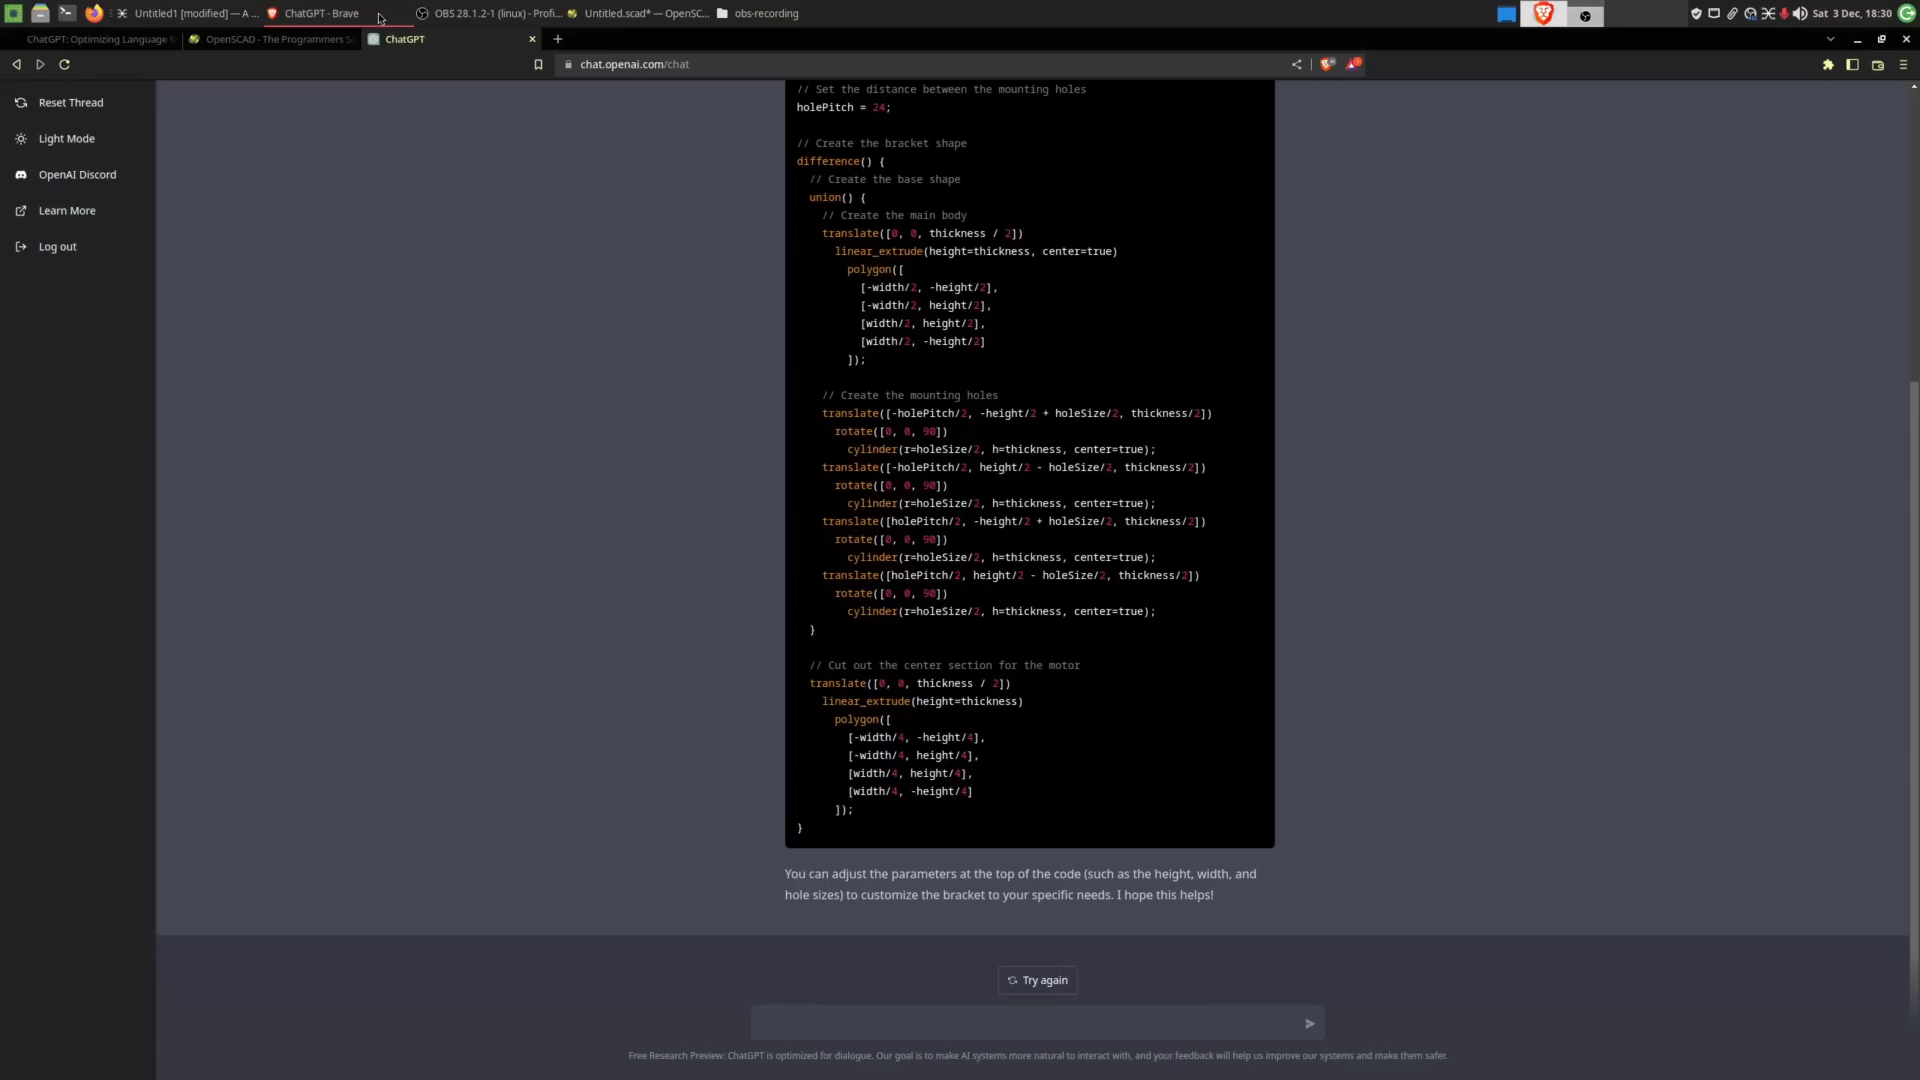 Untitled1 [modified] — A ...
ChatGPT - Brave
OBS 28.1.2-1 (linux) - Profi...
Untitled.scad* — OpenSC...
obs-recording
Sat 3 Dec, 18:30
ChatGPT: Optimizing Language M
OpenSCAD - The Programmers So
ChatGPT
chat.openai.com/chat
Reset Thread
Light Mode
OpenAI Discord
Learn More
Log out
// Set the distance between the mounting holes
holePitch = 24;
// Create the bracket shape
difference() {
// Create the base shape
union() {
// Create the main body
translate([0, 0, thickness / 2])
linear_extrude(height=thickness, center=true)
polygon([
[-width/2, -height/2],
[-width/2, height/2],
[width/2, height/2],
[width/2, -height/2]
]);
// Create the mounting holes
translate([-holePitch/2, -height/2 + holeSize/2, thickness/2])
rotate([0, 0, 90])
cylinder(r=holeSize/2, h=thickness, center=true);
translate([-holePitch/2, height/2 - holeSize/2, thickness/2])
rotate([0, 0, 90])
cylinder(r=holeSize/2, h=thickness, center=true);
translate([holePitch/2, -height/2 + holeSize/2, thickness/2])
rotate([0, 0, 90])
cylinder(r=holeSize/2, h=thickness, center=true);
translate([holePitch/2, height/2 - holeSize/2, thickness/2])
rotate([0, 0, 90])
cylinder(r=holeSize/2, h=thickness, center=true);
}
// Cut out the center section for the motor
translate([0, 0, thickness / 2])
linear_extrude(height=thickness)
polygon([
[-width/4, -height/4],
[-width/4, height/4],
[width/4, height/4],
[width/4, -height/4]
]);
}
You can adjust the parameters at the top of the code (such as the height, width, and
hole sizes) to customize the bracket to your specific needs. I hope this helps!
Try again
Free Research Preview: ChatGPT is optimized for dialogue. Our goal is to make AI systems more natural to interact with, and your feedback will help us improve our systems and make them safer.